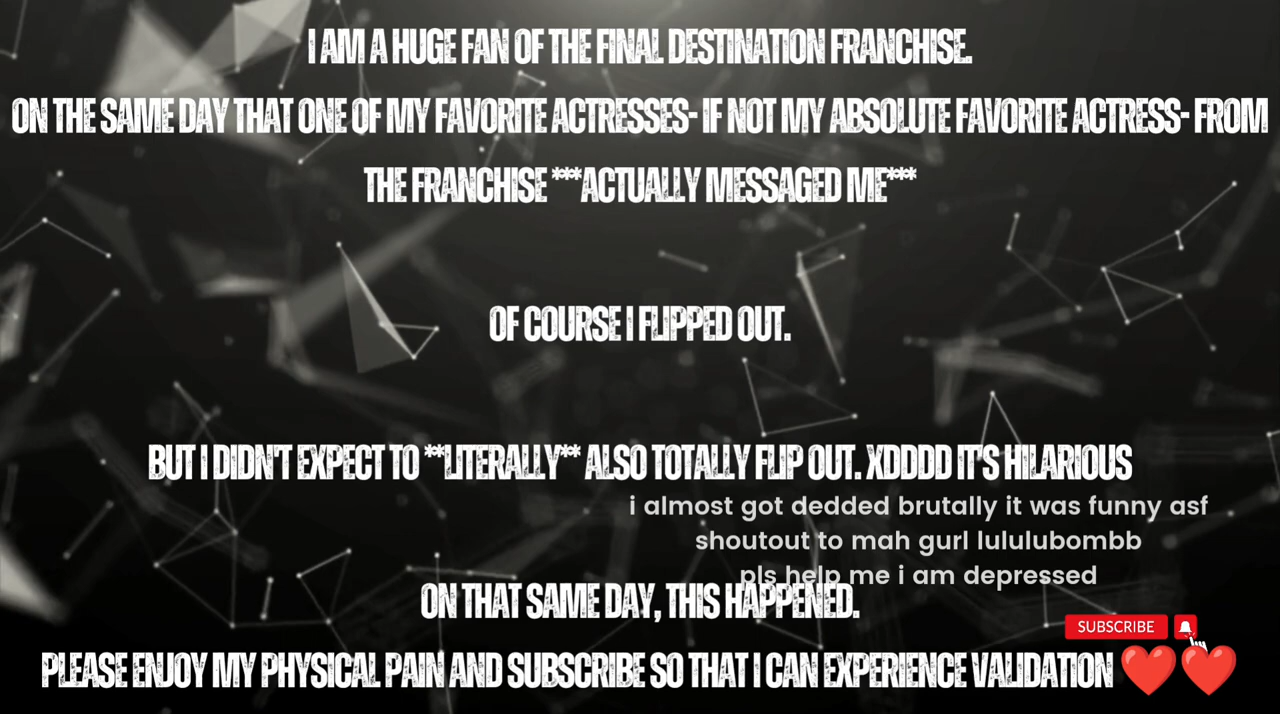 I AM A HUGE FAN OF THE FINAL DESTINATION FRANCHISE.
ON THE SAME DAY THAT ONE OF MY FAVORITE ACTRESSES- IF NOT MY ABSOLUTE FAVORITE ACTRESS- FROM
THE FRANCHISE ***ACTUALLY MESSAGED ME***
OF COURSE I FLIPPED OUT.
BUT I DIDN'T EXPECT TO **LITERALLY** ALSO TOTALLY FLIP OUT. XDDDD IT'S HILARIOUS
i almost got dedded brutally it was funny asf
shoutout to mah gurl lululubombb
pls help me i am depressed
ON THAT SAME DAY, THIS HAPPENED.
SUBSCRIBE
PLEASE ENJOY MY PHYSICAL PAIN AND SUBSCRIBE SO THAT I CAN EXPERIENCE VALIDATION ❤️❤️